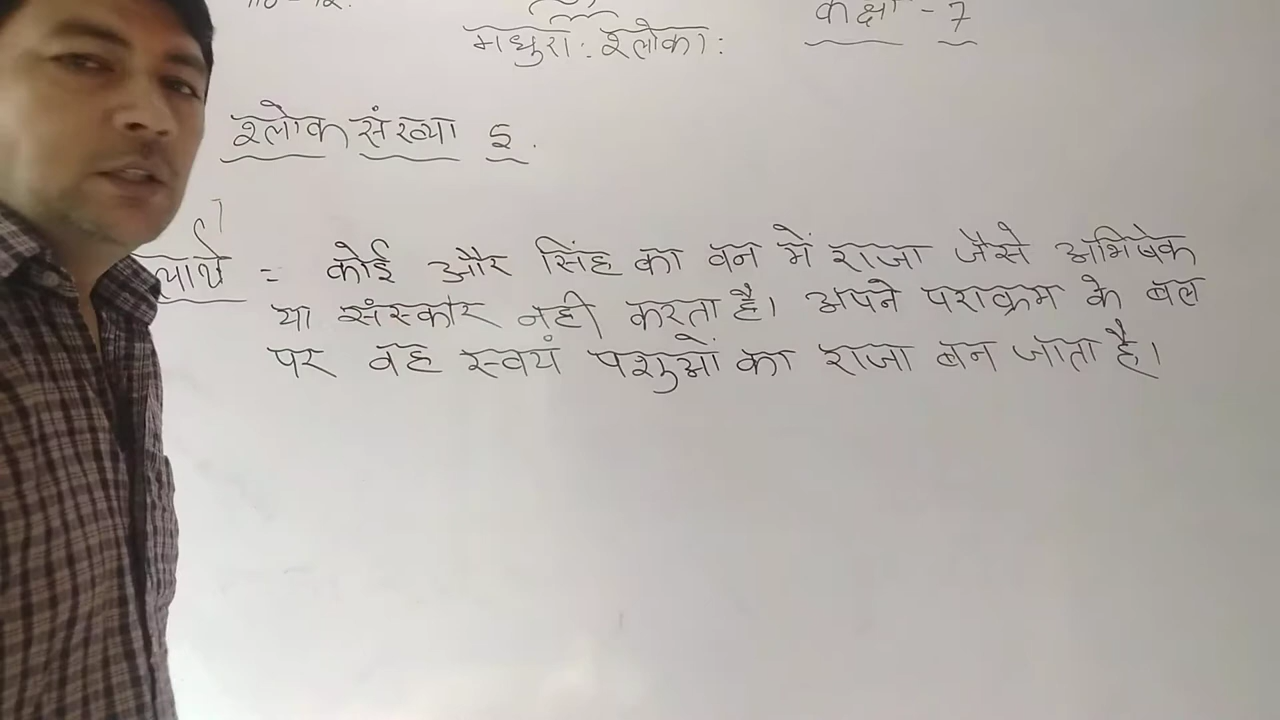 मधुराः श्लोकाः कक्षा - 7
श्लोक संख्या 5.
= कोई और सिंह का वन में राजा जैसे अभिषेक
या संस्कार नही करता है। अपने पराक्रम के बल
पर वह स्वयं पशुओं का राजा बन जाता है।